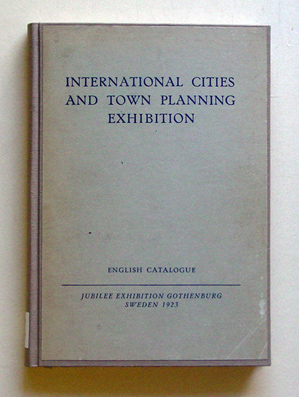 INTERNATIONAL CITIES
AND TOWN PLANNING
EXHIBITION
ENGLISH CATALOGUE
JUBILEE EXHIBITION GOTHENBURG
SWEDEN 1923